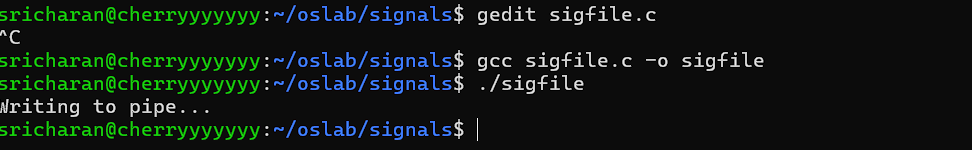 sricharan@cherryyyyyyy:~/oslab/signals$ gedit sigfile.c
^C
sricharan@cherryyyyyyy:~/oslab/signals$ gcc sigfile.c -o sigfile
sricharan@cherryyyyyyy:~/oslab/signals$ ./sigfile
Writing to pipe...
sricharan@cherryyyyyyy:~/oslab/signals$